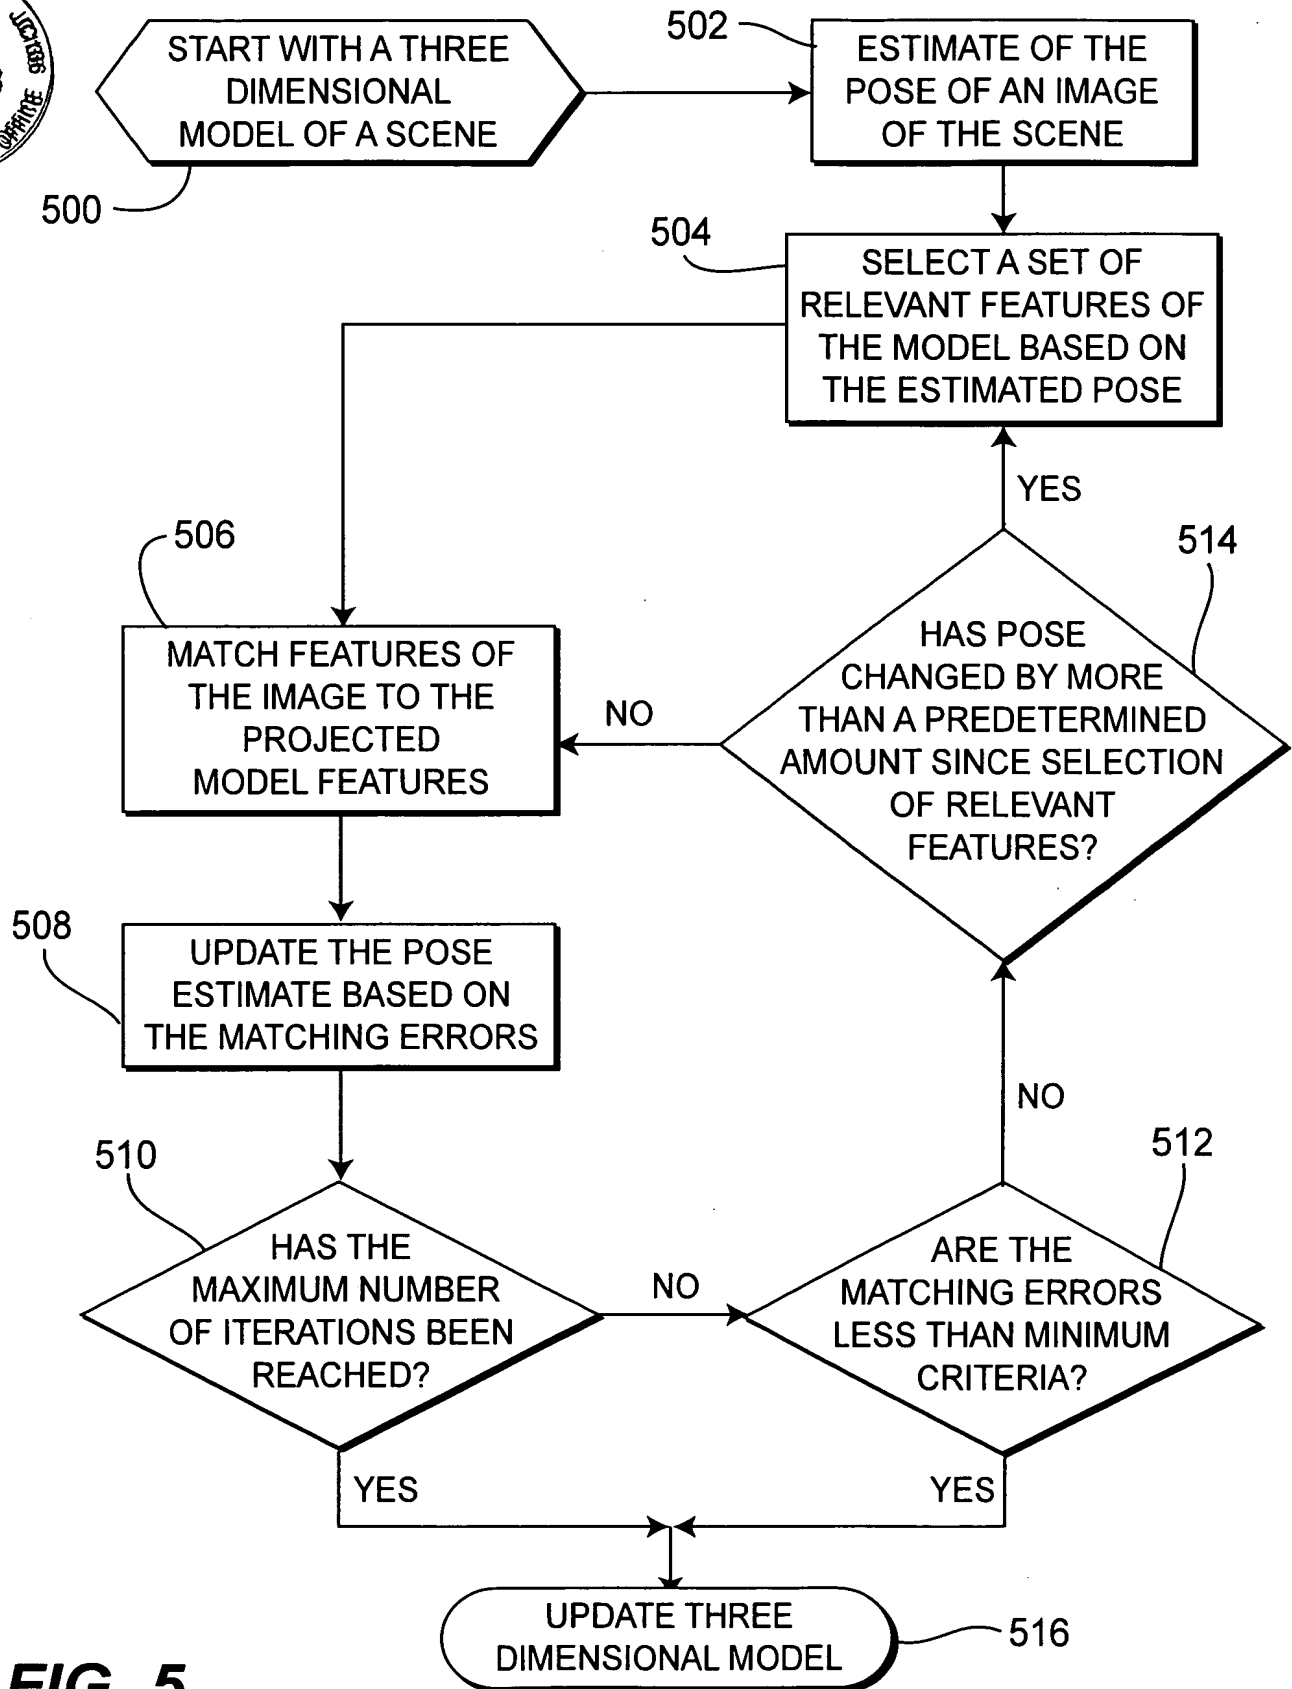 START WITH A THREE
DIMENSIONAL
MODEL OF A SCENE
500
502
ESTIMATE OF THE
POSE OF AN IMAGE
OF THE SCENE
504
SELECT A SET OF
RELEVANT FEATURES OF
THE MODEL BASED ON
THE ESTIMATED POSE
YES
506
MATCH FEATURES OF
THE IMAGE TO THE
PROJECTED
MODEL FEATURES
NO
514
HAS POSE
CHANGED BY MORE
THAN A PREDETERMINED
AMOUNT SINCE SELECTION
OF RELEVANT
FEATURES?
508
UPDATE THE POSE
ESTIMATE BASED ON
THE MATCHING ERRORS
NO
510
HAS THE
MAXIMUM NUMBER
OF ITERATIONS BEEN
REACHED?
NO
512
ARE THE
MATCHING ERRORS
LESS THAN MINIMUM
CRITERIA?
YES
YES
UPDATE THREE
DIMENSIONAL MODEL
516
FIG. 5